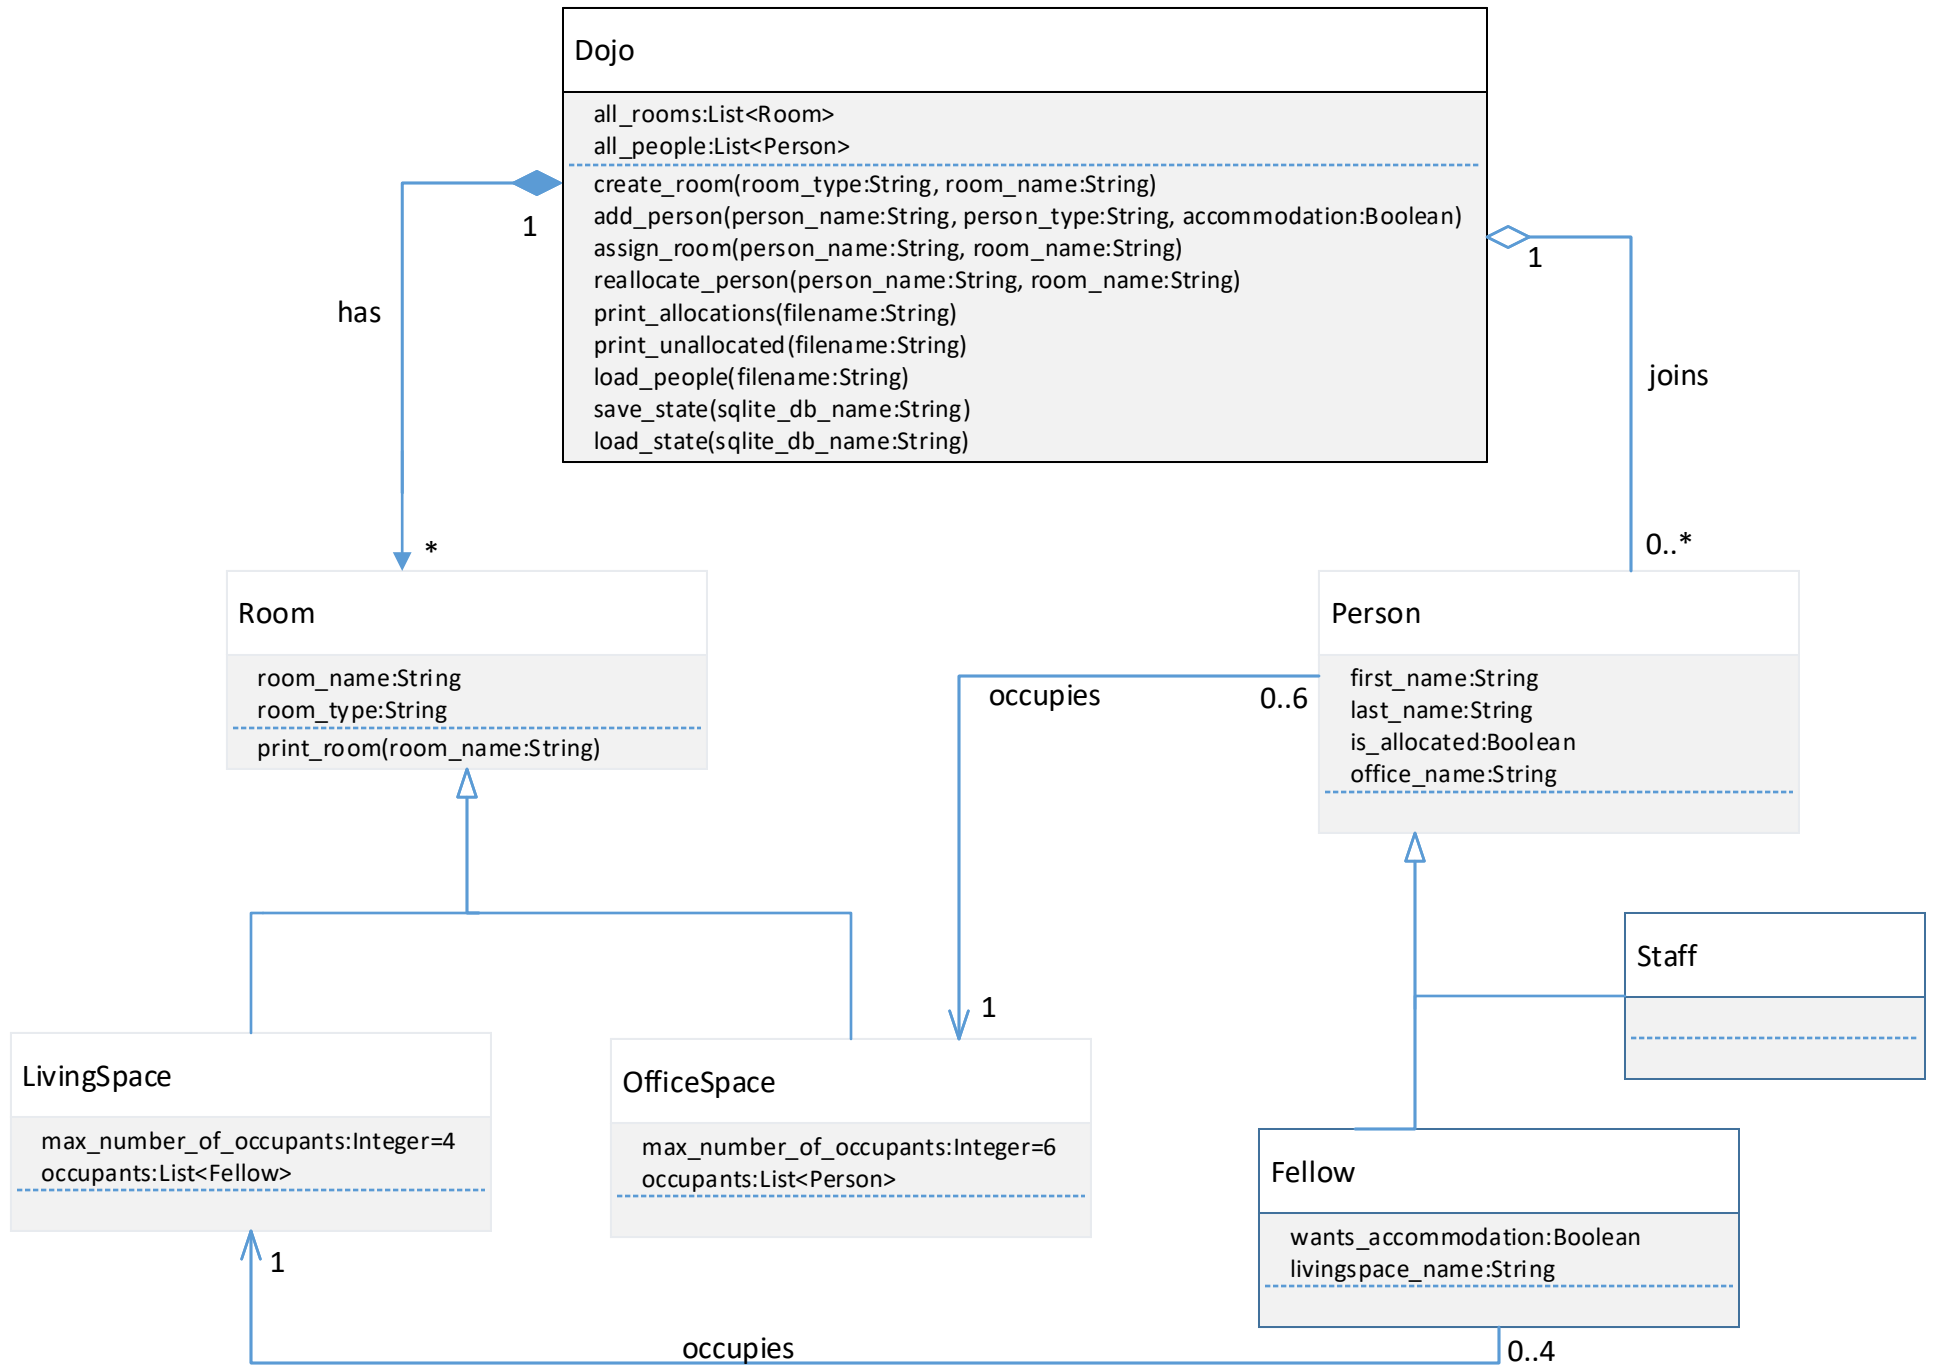 Dojo
all_rooms:List<Room>
all_people:List<Person>
create_room(room_type:String, room_name:String)
add_person(person_name:String, person_type:String, accommodation:Boolean)
assign_room(person_name:String, room_name:String)
reallocate_person(person_name:String, room_name:String)
print_allocations(filename:String)
print_unallocated(filename:String)
load_people(filename:String)
save_state(sqlite_db_name:String)
load_state(sqlite_db_name:String)
1
has
*
1
joins
0..*
Room
room_name:String
room_type:String
print_room(room_name:String)
Person
first_name:String
last_name:String
is_allocated:Boolean
office_name:String
occupies
0..6
1
Staff
LivingSpace
max_number_of_occupants:Integer=4
occupants:List<Fellow>
OfficeSpace
max_number_of_occupants:Integer=6
occupants:List<Person>
Fellow
wants_accommodation:Boolean
livingspace_name:String
1
occupies
0..4